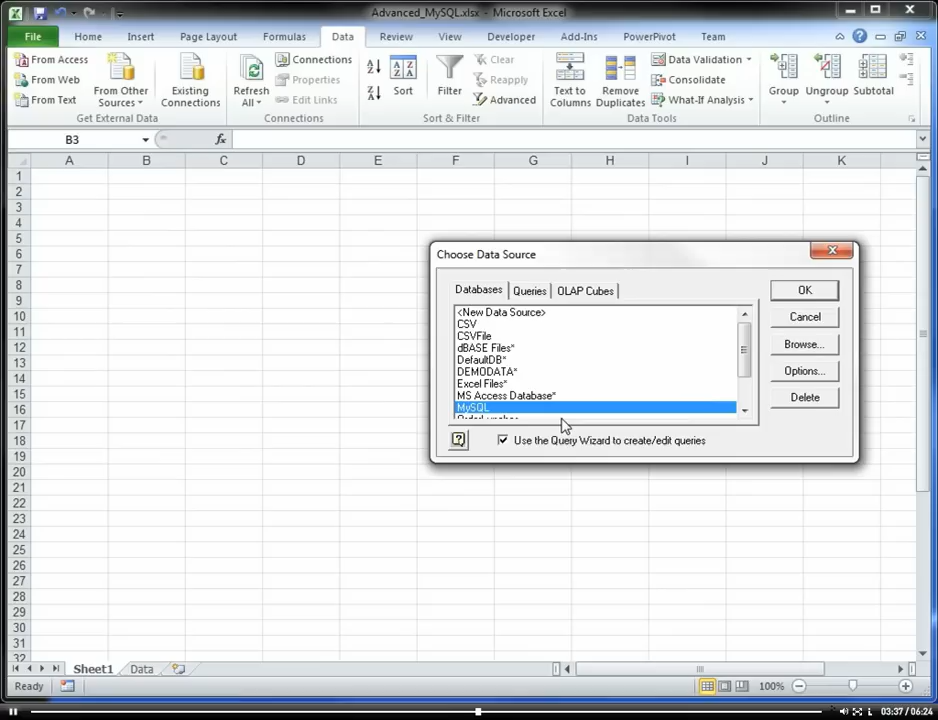 Advanced_MySQL.xlsx - Microsoft Excel
File Home Insert Page Layout Formulas Data Review View Developer Add-Ins PowerPivot Team
From Access
From Web
From Text
From Other Sources
Existing Connections
Get External Data
Refresh All
Connections
Properties
Edit Links
Connections
Sort
Filter
Clear
Reapply
Advanced
Sort & Filter
Text to Columns
Remove Duplicates
Data Validation
Consolidate
What-If Analysis
Data Tools
Group
Ungroup
Subtotal
Outline
B3
fx
A B C D E F G H I J K
1
2
3
4
5
6
7
8
9
10
11
12
13
14
15
16
17
18
19
20
21
22
23
24
25
26
27
28
29
30
31
32
Choose Data Source
Databases Queries OLAP Cubes
<New Data Source>
CSV
CSVFile
dBASE Files*
DefaultDB*
DEMODATA*
Excel Files*
MS Access Database*
MySQL
OK
Cancel
Browse...
Options...
Delete
?
Use the Query Wizard to create/edit queries
Sheet1 Data
Ready
100%
03:37 / 06:24